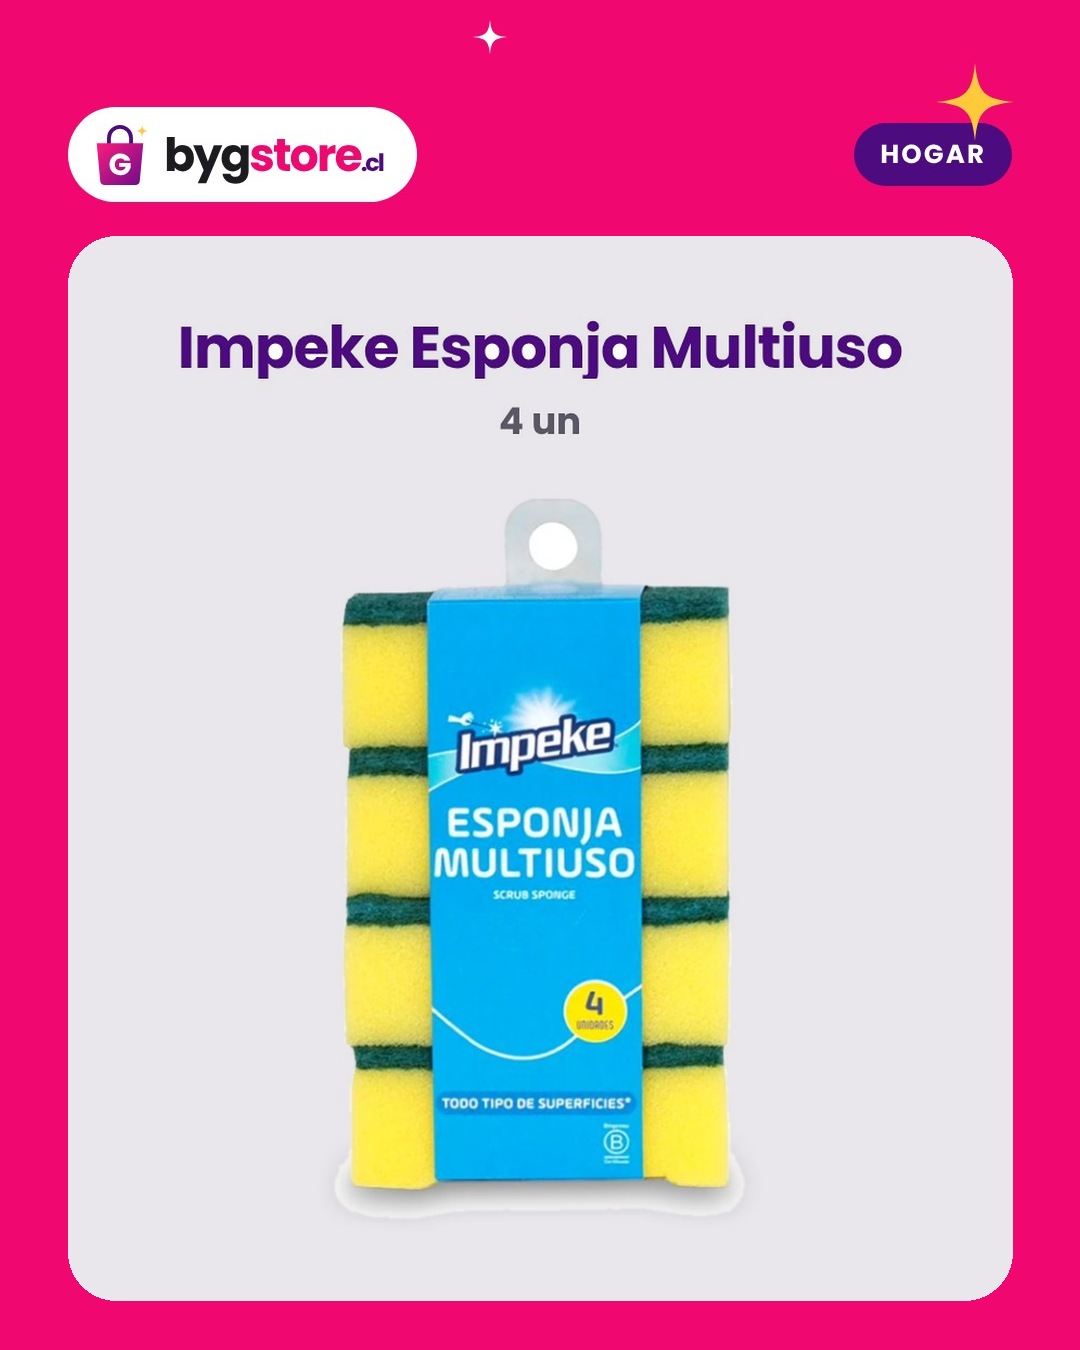 G bygstore.cl
HOGAR
Impeke Esponja Multiuso
4 un
Impeke
ESPONJA
MULTIUSO
SCRUB SPONGE
4
UNIDADES
TODO TIPO DE SUPERFICIES*
B